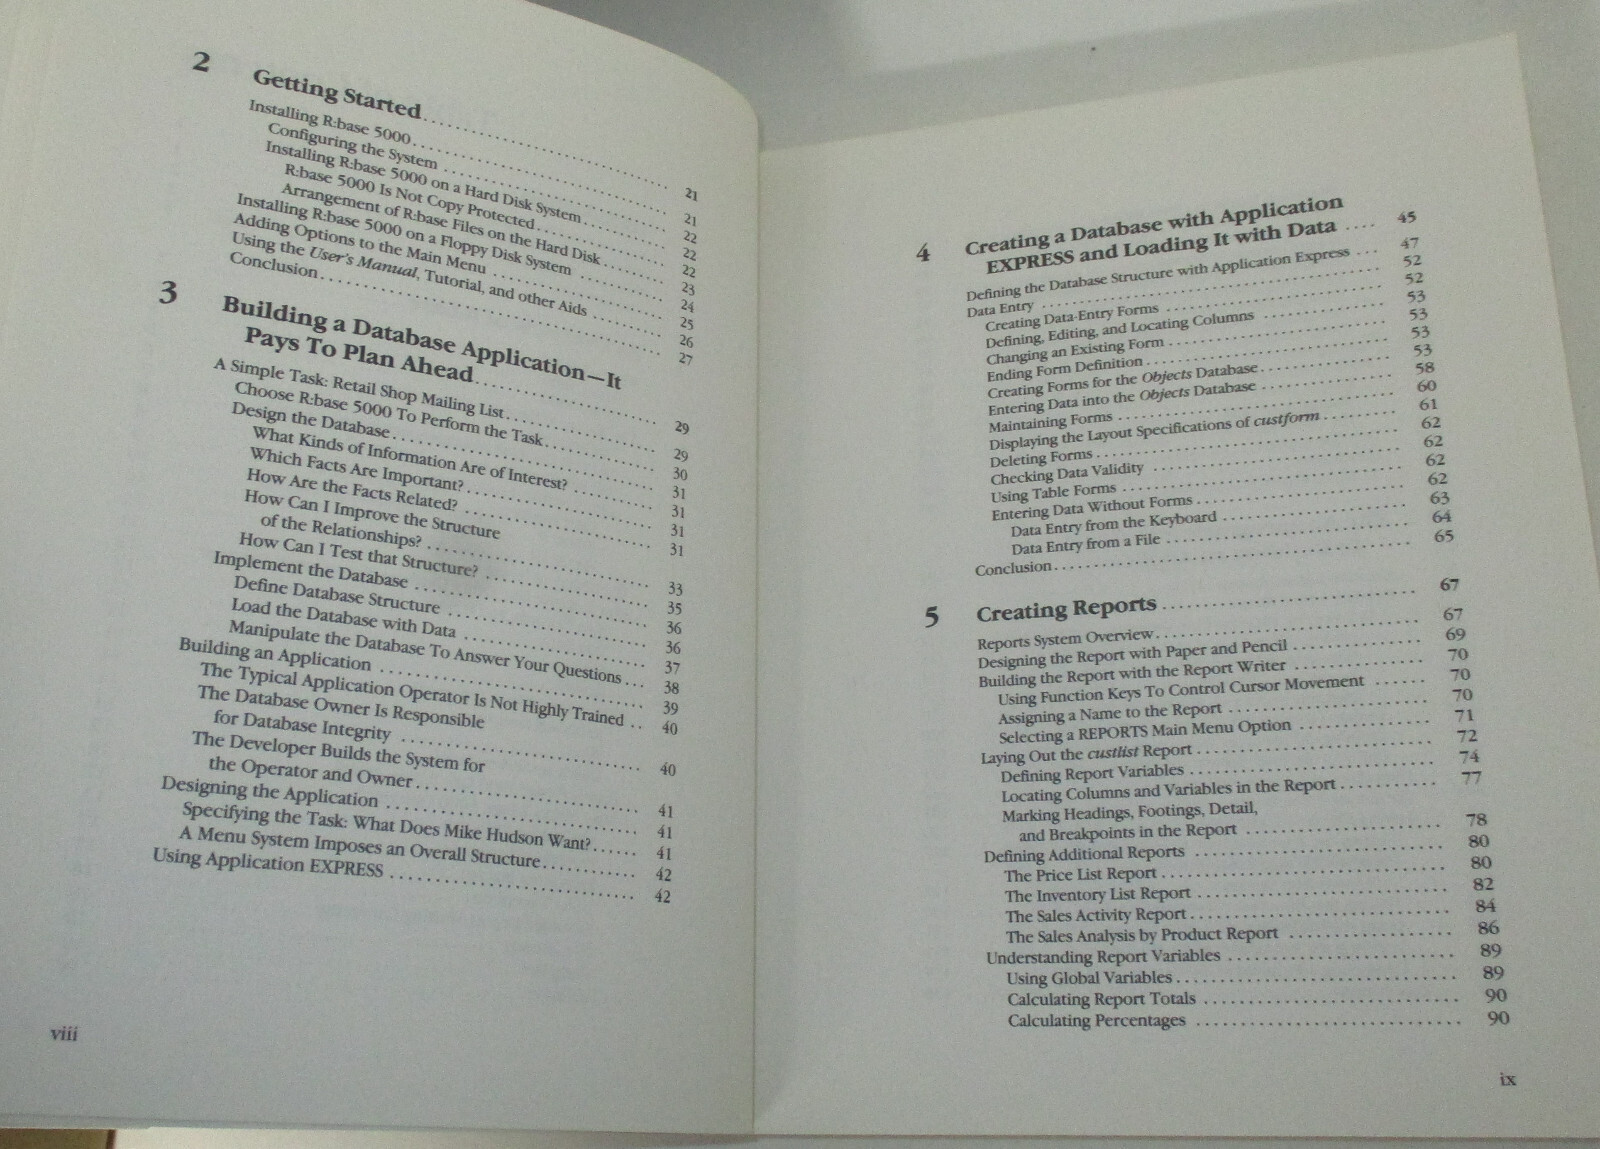 2 Getting Started . . . . . 21
Installing R:base 5000 . . . . . 21
Configuring the System . . . . . 22
Installing R:base 5000 on a Hard Disk System . . . . . 22
R:base 5000 Is Not Copy Protected . . . . . 22
Arrangement of R:base Files on the Hard Disk . . . . . 23
Installing R:base 5000 on a Floppy Disk System . . . . . 24
Adding Options to the Main Menu . . . . . 25
Using the User's Manual, Tutorial, and other Aids . . . . . 26
Conclusion . . . . . 27
3 Building a Database Application—It
Pays To Plan Ahead . . . . . 29
A Simple Task: Retail Shop Mailing List . . . . . 29
Choose R:base 5000 To Perform the Task . . . . . 30
Design the Database . . . . . 31
What Kinds of Information Are of Interest? . . . . . 31
Which Facts Are Important? . . . . . 31
How Are the Facts Related? . . . . . 31
How Can I Improve the Structure
of the Relationships? . . . . . 33
How Can I Test that Structure? . . . . . 35
Implement the Database . . . . . 36
Define Database Structure . . . . . 36
Load the Database with Data . . . . . 37
Manipulate the Database To Answer Your Questions . . . 38
Building an Application . . . . . 39
The Typical Application Operator Is Not Highly Trained . . 40
The Database Owner Is Responsible
for Database Integrity . . . . . 40
The Developer Builds the System for
the Operator and Owner . . . . . 41
Designing the Application . . . . . 41
Specifying the Task: What Does Mike Hudson Want? . . . . . 41
A Menu System Imposes an Overall Structure . . . . . 42
Using Application EXPRESS . . . . . 42
viii
4 Creating a Database with Application
EXPRESS and Loading It with Data . . . . 45
Defining the Database Structure with Application Express . . . 47
Data Entry . . . . . 52
Creating Data-Entry Forms . . . . . 52
Defining, Editing, and Locating Columns . . . . . 53
Changing an Existing Form . . . . . 53
Ending Form Definition . . . . . 53
Creating Forms for the Objects Database . . . . . 53
Entering Data into the Objects Database . . . . . 58
Maintaining Forms . . . . . 60
Displaying the Layout Specifications of custform . . . . . 61
Deleting Forms . . . . . 62
Checking Data Validity . . . . . 62
Using Table Forms . . . . . 62
Entering Data Without Forms . . . . . 62
Data Entry from the Keyboard . . . . . 63
Data Entry from a File . . . . . 64
Conclusion . . . . . 65
5 Creating Reports . . . . . 67
Reports System Overview . . . . . 67
Designing the Report with Paper and Pencil . . . . . 69
Building the Report with the Report Writer . . . . . 70
Using Function Keys To Control Cursor Movement . . . . . 70
Assigning a Name to the Report . . . . . 70
Selecting a REPORTS Main Menu Option . . . . . 71
Laying Out the custlist Report . . . . . 72
Defining Report Variables . . . . . 74
Locating Columns and Variables in the Report . . . . . 77
Marking Headings, Footings, Detail,
and Breakpoints in the Report . . . . . 78
Defining Additional Reports . . . . . 80
The Price List Report . . . . . 80
The Inventory List Report . . . . . 82
The Sales Activity Report . . . . . 84
The Sales Analysis by Product Report . . . . . 86
Understanding Report Variables . . . . . 89
Using Global Variables . . . . . 89
Calculating Report Totals . . . . . 90
Calculating Percentages . . . . . 90
ix